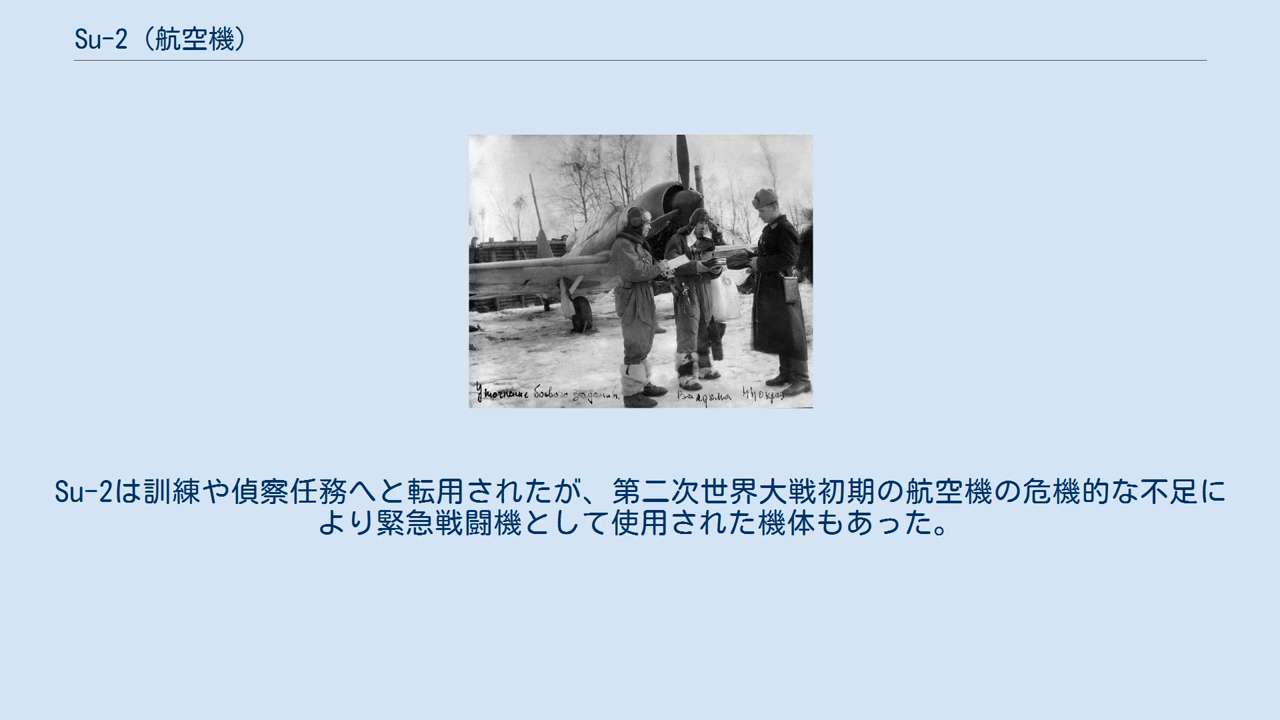 Su-2（航空機）
Уточнение боевого задания.
Su-2は訓練や偵察任務へと転用されたが、第二次世界大戦初期の航空機の危機的な不足に
より緊急戦闘機として使用された機体もあった。